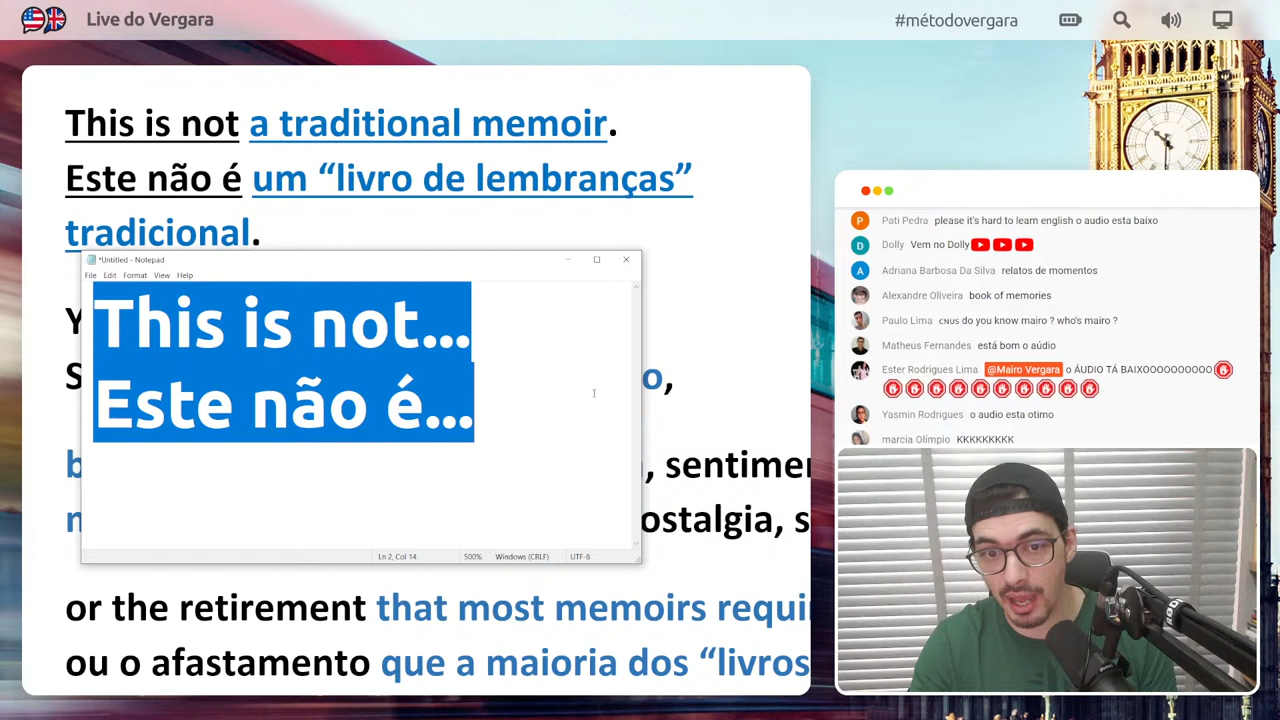 Live do Vergara
#métodovergara
This is not a traditional memoir.
Este não é um “livro de lembranças”
tradicional.
*Untitled - Notepad
File Edit Format View Help
This is not...
Este não é...
Ln 2, Col 14 500% Windows (CRLF) UTF-8
Y
S o,
b , sentimen
n ostalgia, s
or the retirement that most memoirs requi
ou o afastamento que a maioria dos “livros
Pati Pedra please it's hard to learn english o audio esta baixo
Dolly Vem no Dolly
Adriana Barbosa Da Silva relatos de momentos
Alexandre Oliveira book of memories
Paulo Lima ᴄɴᴜs do you know mairo ? who's mairo ?
Matheus Fernandes está bom o aúdio
Ester Rodrigues Lima @Mairo Vergara o ÁUDIO TÁ BAIXOOOOOOOOOO
Yasmin Rodrigues o audio esta otimo
marcia Olímpio KKKKKKKKK